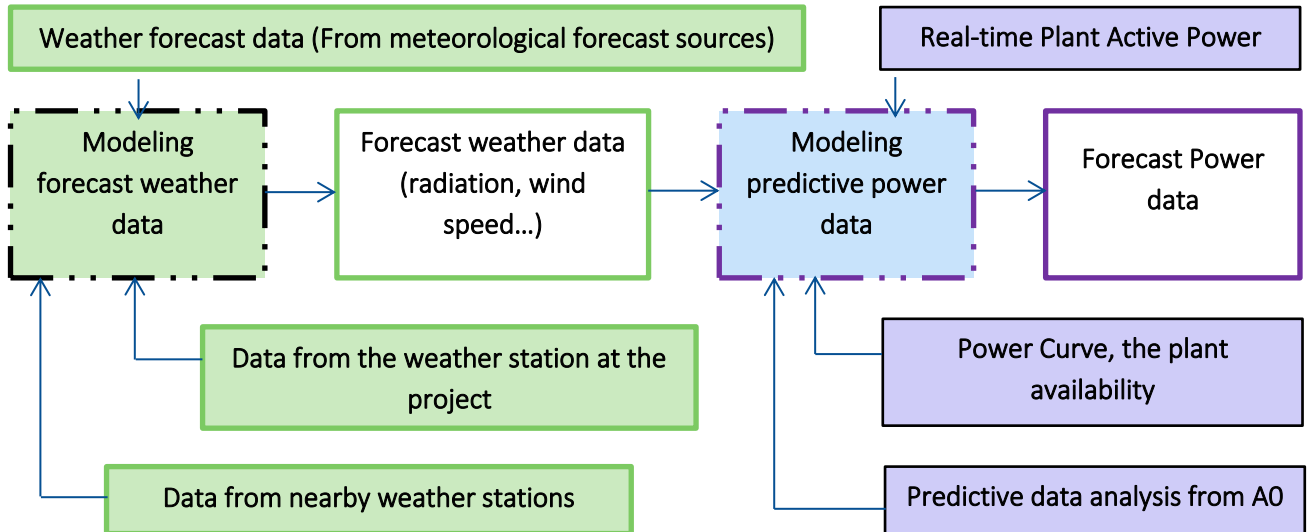 Weather forecast data (From meteorological forecast sources)
Real-time Plant Active Power
Modeling
forecast weather
data
Forecast weather data
(radiation, wind
speed…)
Modeling
predictive power
data
Forecast Power
data
Data from the weather station at the
project
Power Curve, the plant
availability
Data from nearby weather stations
Predictive data analysis from A0